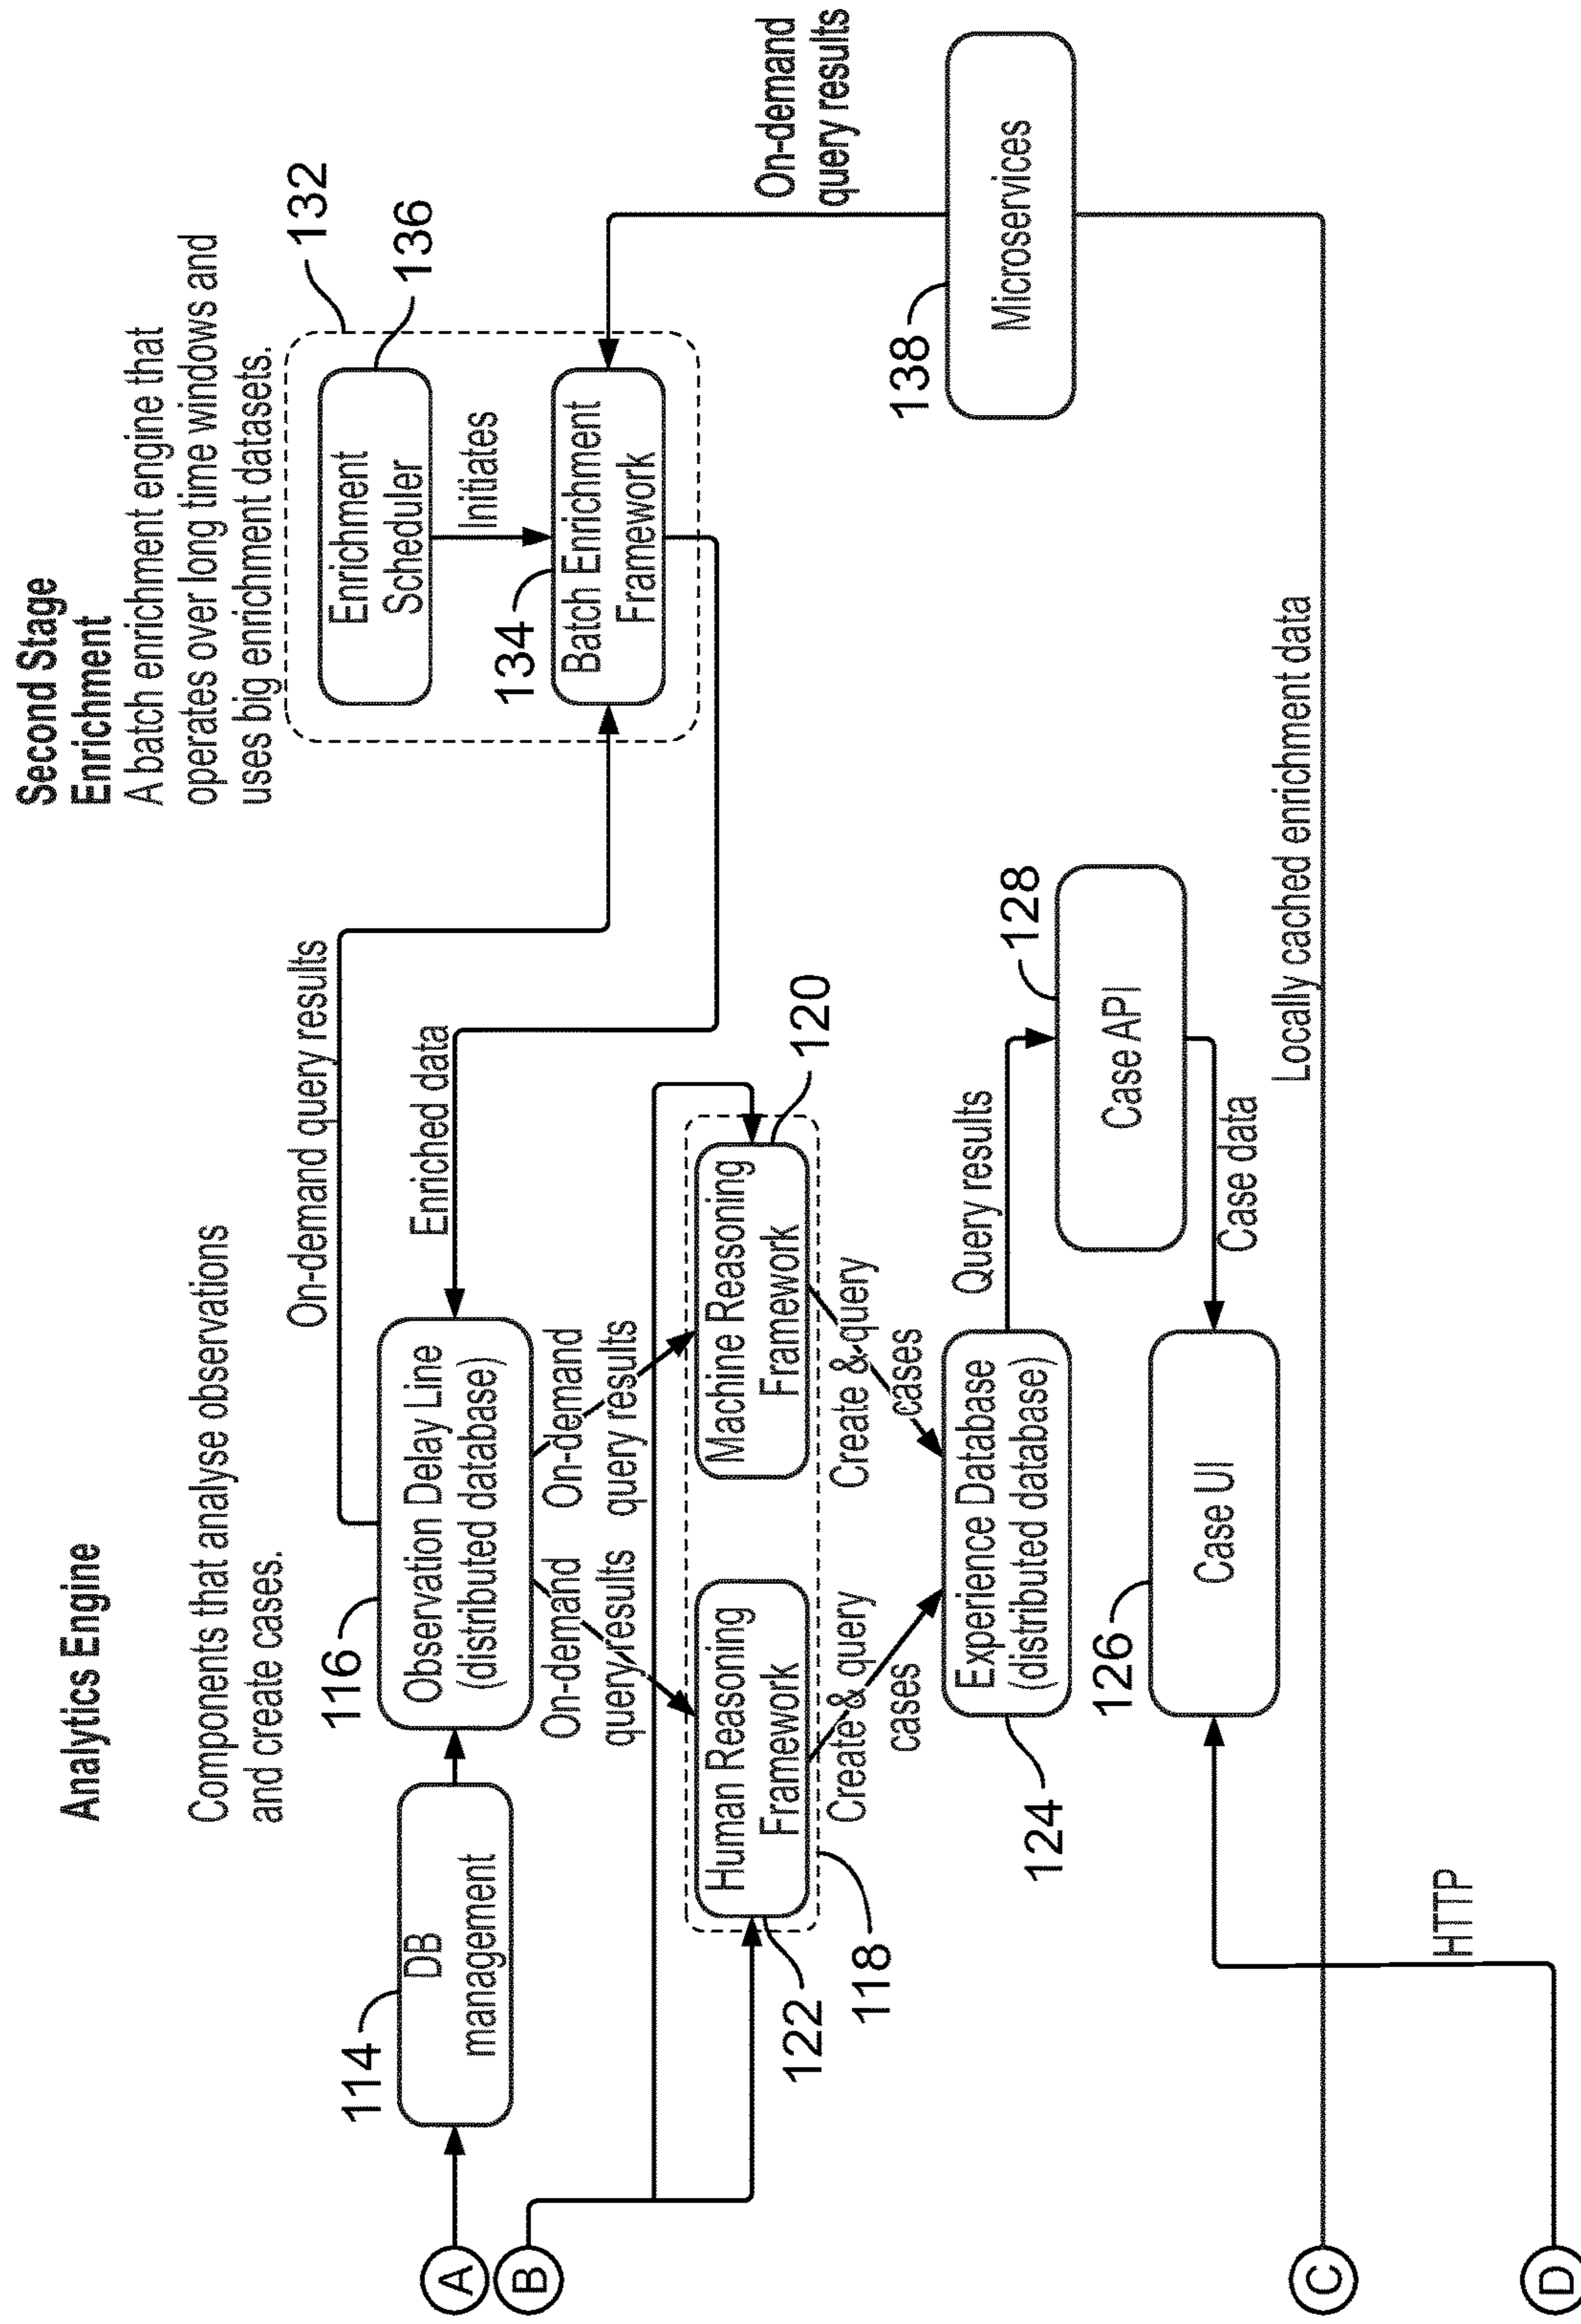 Analytics Engine
Components that analyse observations
and create cases.
Second Stage
Enrichment
A batch enrichment engine that
operates over long time windows and
uses big enrichment datasets.
132
136
Enrichment
Scheduler
Initiates
134
Batch Enrichment
Framework
On-demand query results
Enriched data
A
114
DB
management
116
Observation Delay Line
(distributed database)
B
On-demand
query results
On-demand
query results
122
118
Human Reasoning
Framework
Machine Reasoning
Framework
120
Create & query
cases
Create & query
cases
124
Experience Database
(distributed database)
Query results
128
Case API
Case data
126
Case UI
On-demand
query results
138
Microservices
C
Locally cached enrichment data
D
HTTP